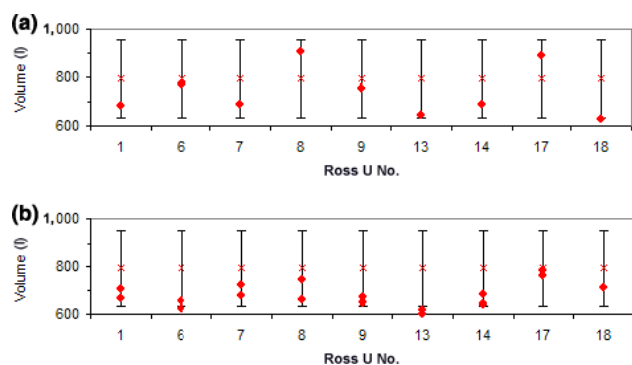 (a)
1,000
800
600
Volume (l)
1 6 7 8 9 13 14 17 18
Ross U No.
(b)
1,000
800
600
Volume (l)
1 6 7 8 9 13 14 17 18
Ross U No.